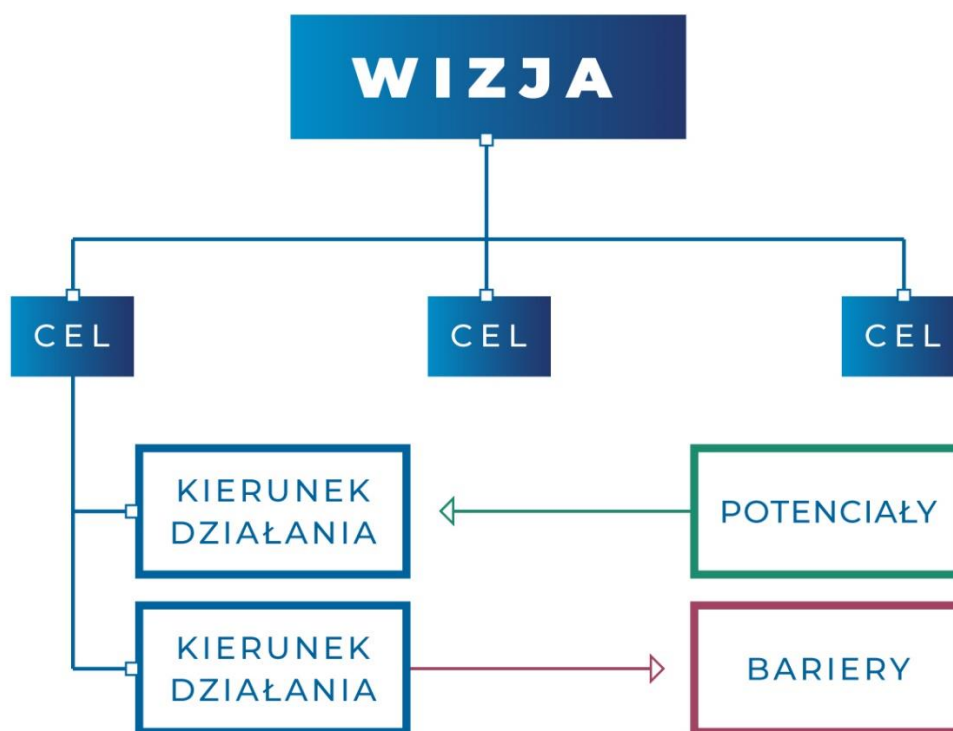 WIZJA
CEL
CEL
CEL
KIERUNEK
DZIAŁANIA
POTENCIAŁY
KIERUNEK
DZIAŁANIA
BARIERY